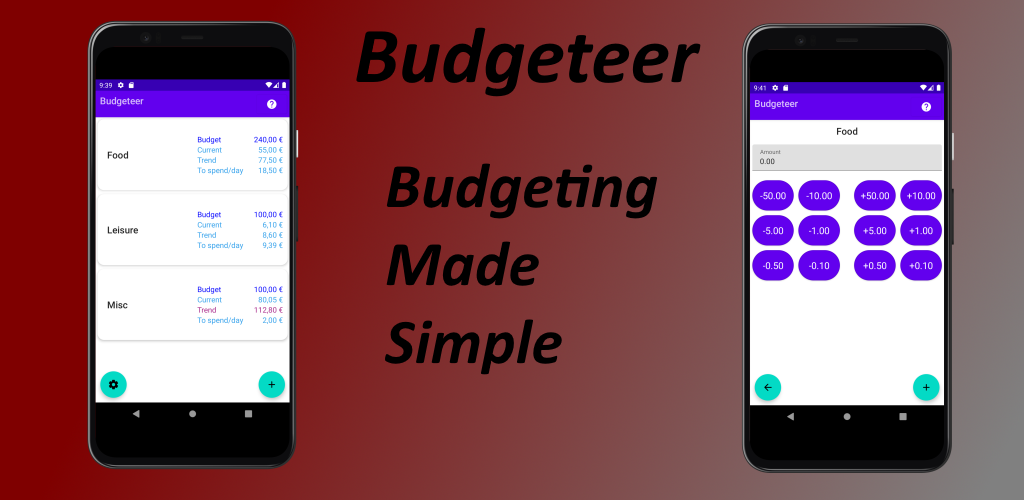 Budgeteer
Budgeting
Made
Simple
9:39
Budgeteer
?
Food
Budget 240,00 €
Current 55,00 €
Trend 77,50 €
To spend/day 18,50 €
Leisure
Budget 100,00 €
Current 6,10 €
Trend 8,60 €
To spend/day 9,39 €
Misc
Budget 100,00 €
Current 80,05 €
Trend 112,80 €
To spend/day 2,00 €
+
9:41
Budgeteer
?
Food
Amount
0.00
-50.00 -10.00 +50.00 +10.00
-5.00 -1.00 +5.00 +1.00
-0.50 -0.10 +0.50 +0.10
+